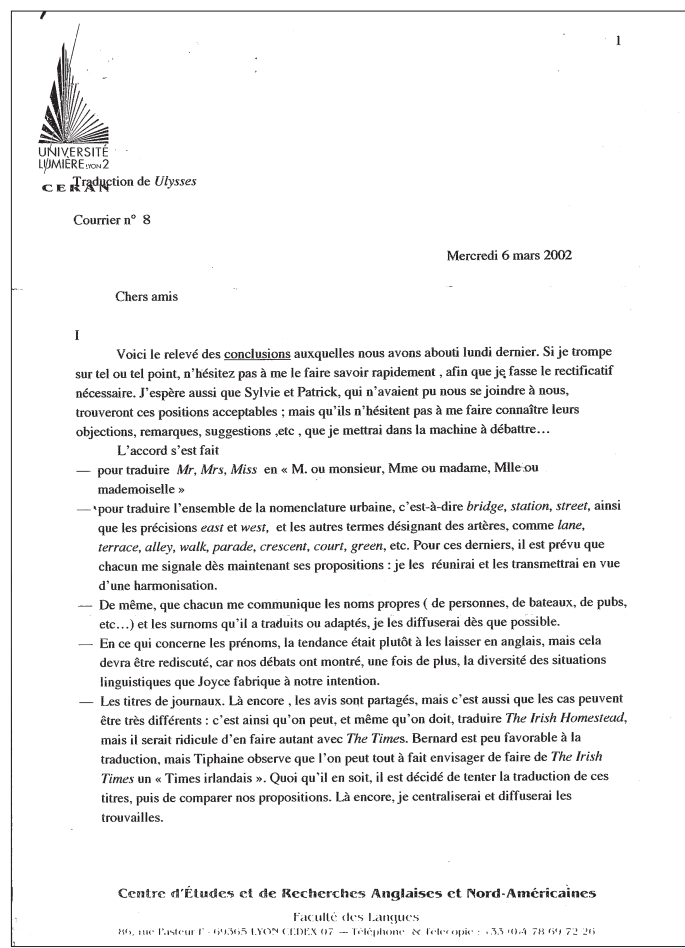 1
UNIVERSITÉ
LUMIÈRE LYON 2
CERAN
Traduction de Ulysses
Courrier n° 8
Mercredi 6 mars 2002
Chers amis
I
Voici le relevé des conclusions auxquelles nous avons abouti lundi dernier. Si je trompe
sur tel ou tel point, n’hésitez pas à me le faire savoir rapidement , afin que je fasse le rectificatif
nécessaire. J’espère aussi que Sylvie et Patrick, qui n’avaient pu nous se joindre à nous,
trouveront ces positions acceptables ; mais qu’ils n’hésitent pas à me faire connaître leurs
objections, remarques, suggestions ,etc , que je mettrai dans la machine à débattre…
L’accord s’est fait
— pour traduire Mr, Mrs, Miss en « M. ou monsieur, Mme ou madame, Mlle ou
mademoiselle »
— pour traduire l’ensemble de la nomenclature urbaine, c’est-à-dire bridge, station, street, ainsi
que les précisions east et west, et les autres termes désignant des artères, comme lane,
terrace, alley, walk, parade, crescent, court, green, etc. Pour ces derniers, il est prévu que
chacun me signale dès maintenant ses propositions : je les réunirai et les transmettrai en vue
d’une harmonisation.
— De même, que chacun me communique les noms propres ( de personnes, de bateaux, de pubs,
etc…) et les surnoms qu’il a traduits ou adaptés, je les diffuserai dès que possible.
— En ce qui concerne les prénoms, la tendance était plutôt à les laisser en anglais, mais cela
devra être rediscuté, car nos débats ont montré, une fois de plus, la diversité des situations
linguistiques que Joyce fabrique à notre intention.
— Les titres de journaux. Là encore , les avis sont partagés, mais c’est aussi que les cas peuvent
être très différents : c’est ainsi qu’on peut, et même qu’on doit, traduire The Irish Homestead,
mais il serait ridicule d’en faire autant avec The Times. Bernard est peu favorable à la
traduction, mais Tiphaine observe que l’on peut tout à fait envisager de faire de The Irish
Times un « Times irlandais ». Quoi qu’il en soit, il est décidé de tenter la traduction de ces
titres, puis de comparer nos propositions. Là encore, je centraliserai et diffuserai les
trouvailles.
Centre d’Études et de Recherches Anglaises et Nord-Américaines
Faculté des Langues
86, rue Pasteur F - 69365 LYON CEDEX 07 — Téléphone & Télécopie : +33 (0)4 78 69 72 26